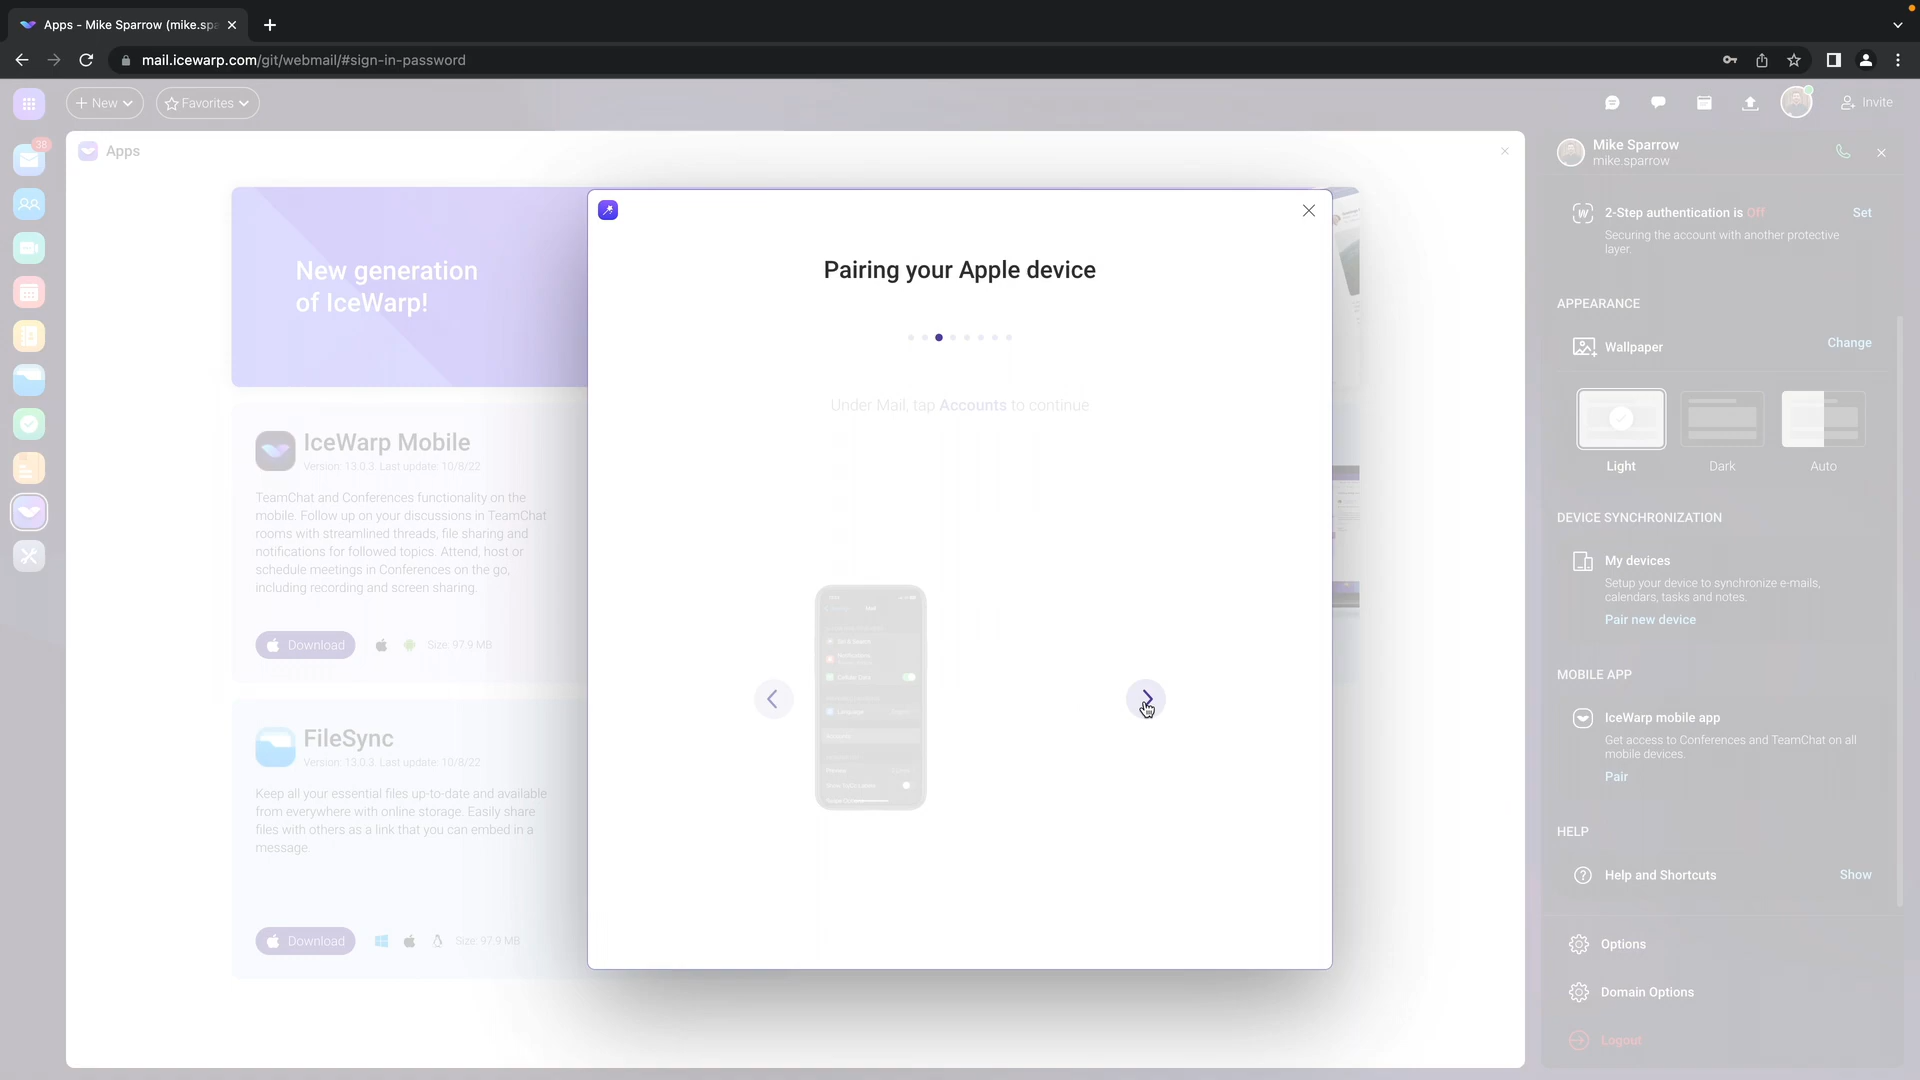 Apps - Mike Sparrow (mike.spa
mail.icewarp.com/git/webmail/#sign-in-password
New
Favorites
Invite
38
Apps
Mike Sparrow
mike.sparrow
New generation
of IceWarp!
Pairing your Apple device
Under Mail, tap Accounts to continue
2-Step authentication is Off
Set
Securing the account with another protective
layer.
APPEARANCE
Wallpaper
Change
Light
Dark
Auto
IceWarp Mobile
Version: 13.0.3. Last update: 10/8/22
TeamChat and Conferences functionality on the
mobile. Follow up on your discussions in TeamChat
rooms with streamlined threads, file sharing and
notifications for followed topics. Attend, host or
schedule meetings in Conferences on the go,
including recording and screen sharing.
Download
Size: 97.9 MB
DEVICE SYNCHRONIZATION
My devices
Setup your device to synchronize e-mails,
calendars, tasks and notes.
Pair new device
MOBILE APP
IceWarp mobile app
Get access to Conferences and TeamChat on all
mobile devices.
Pair
FileSync
Version: 13.0.3. Last update: 10/8/22
Keep all your essential files up-to-date and available
from everywhere with online storage. Easily share
files with others as a link that you can embed in a
message.
Download
Size: 97.9 MB
Mail
Notifications
Language
Accounts
Preview
HELP
Help and Shortcuts
Show
Options
Domain Options
Logout